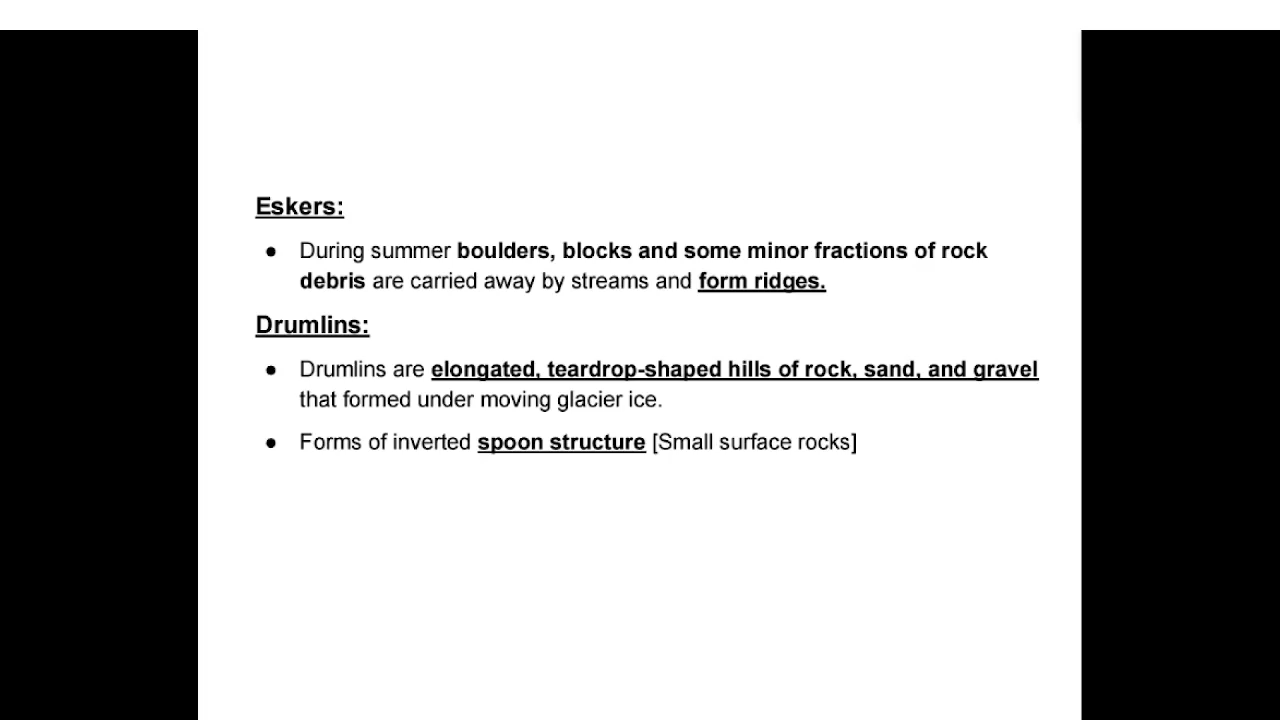 Eskers:
● During summer boulders, blocks and some minor fractions of rock
debris are carried away by streams and form ridges.
Drumlins:
● Drumlins are elongated, teardrop-shaped hills of rock, sand, and gravel
that formed under moving glacier ice.
● Forms of inverted spoon structure [Small surface rocks]